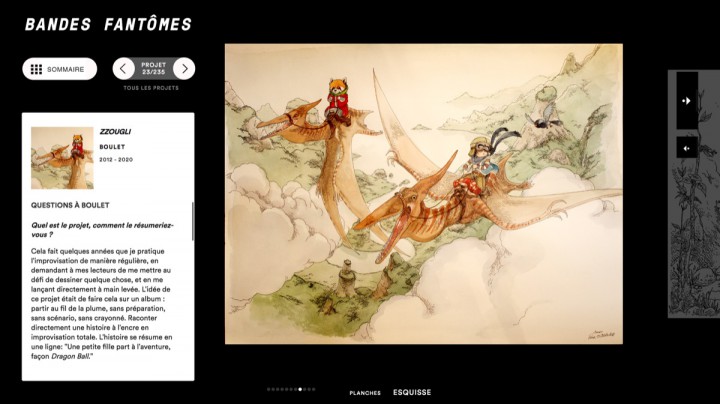 BANDES FANTÔMES
SOMMAIRE
PROJET
23/235
TOUS LES PROJETS
ZZOUGLI
BOULET
2012 - 2020
QUESTIONS À BOULET
Quel est le projet, comment le résumeriez-
vous ?
Cela fait quelques années que je pratique
l'improvisation de manière régulière, en
demandant à mes lecteurs de me mettre au
défi de dessiner quelque chose, et en me
lançant directement à main levée. L'idée de
ce projet était de faire cela sur un album :
partir au fil de la plume, sans préparation,
sans scénario, sans crayonné. Raconter
directement une histoire à l'encre en
improvisation totale. L'histoire se résume en
une ligne: "Une petite fille part à l'aventure,
façon Dragon Ball."
PLANCHES
ESQUISSE